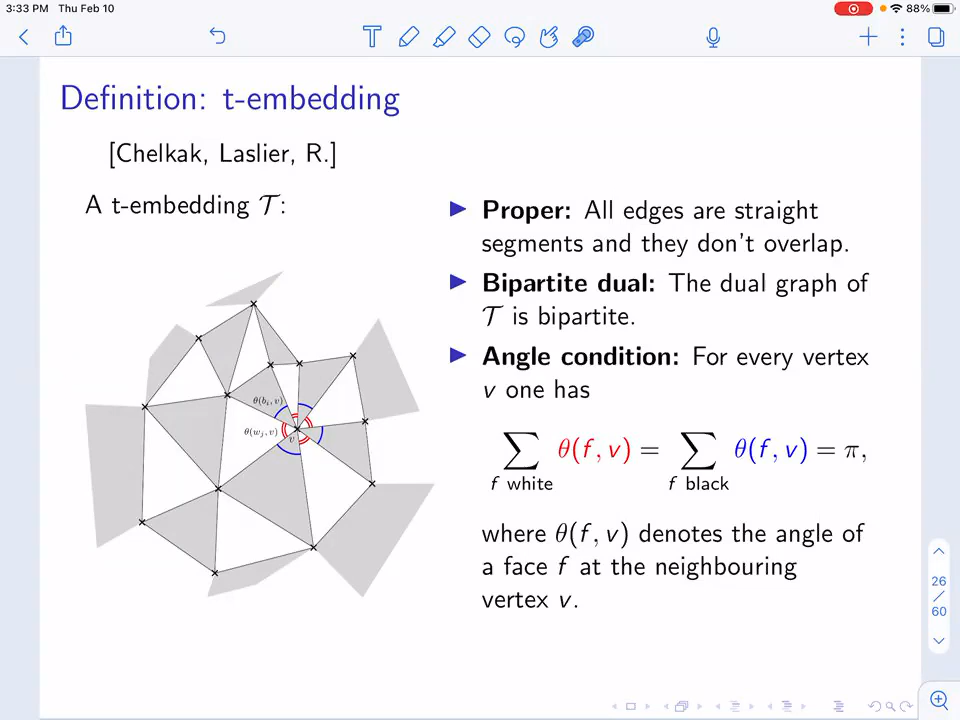 3:33 PM Thu Feb 10
88%
Definition: t-embedding
[Chelkak, Laslier, R.]
A t-embedding 𝒯:
▶ Proper: All edges are straight
segments and they don't overlap.
▶ Bipartite dual: The dual graph of
𝒯 is bipartite.
▶ Angle condition: For every vertex
v one has
∑ θ(f, v) = ∑ θ(f, v) = π,
f white f black
where θ(f, v) denotes the angle of
a face f at the neighbouring
vertex v.
θ(b_i, v)
θ(w_j, v)
v
26
/
60